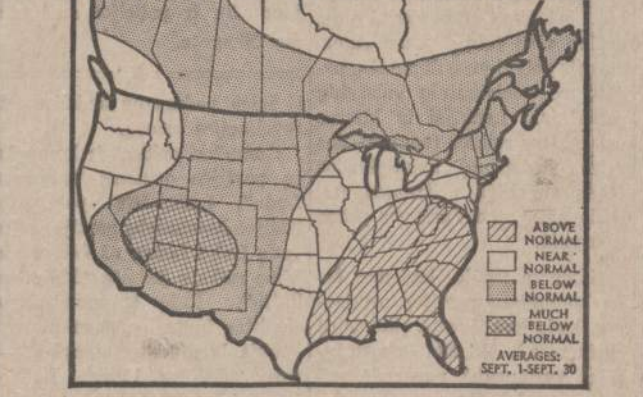 ABOVE
NORMAL
NEAR
NORMAL
BELOW
NORMAL
MUCH
BELOW
NORMAL
AVERAGES:
SEPT. 1-SEPT. 30